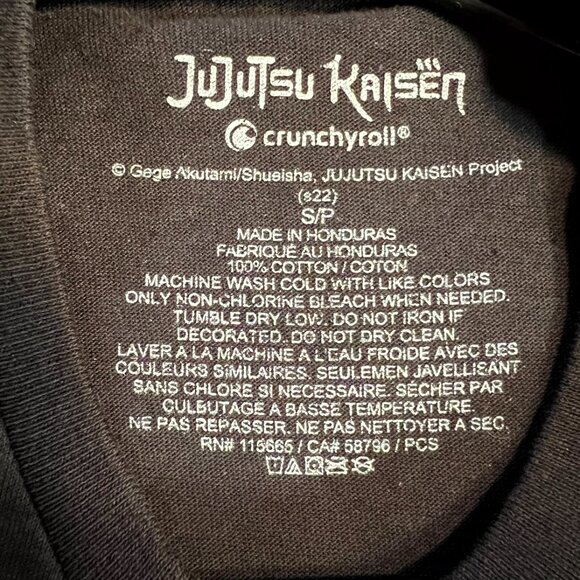 JUJUTSU KAISEN
crunchyroll®
© Gege Akutami/Shueisha, JUJUTSU KAISEN Project
(s22)
S/P
MADE IN HONDURAS
FABRIQUÉ AU HONDURAS
100% COTTON / COTON
MACHINE WASH COLD WITH LIKE COLORS
ONLY NON-CHLORINE BLEACH WHEN NEEDED.
TUMBLE DRY LOW. DO NOT IRON IF
DECORATED. DO NOT DRY CLEAN.
LAVER A LA MACHINE A L'EAU FROIDE AVEC DES
COULEURS SIMILAIRES. SEULEMEN JAVELLISANT
SANS CHLORE SI NECESSAIRE. SÉCHER PAR
CULBUTAGE A BASSE TEMPERATURE.
NE PAS REPASSER. NE PAS NETTOYER A SEC.
RN# 115665 / CA# 58796 / PCS